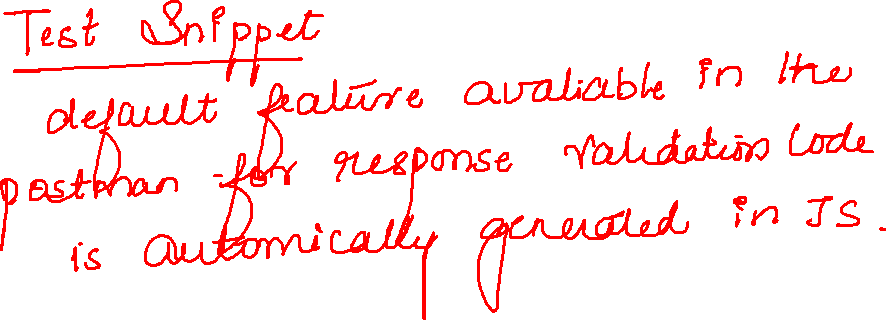 Test Snippet
default feature avaliable in the
postman for response validation code
is automically generated in JS.